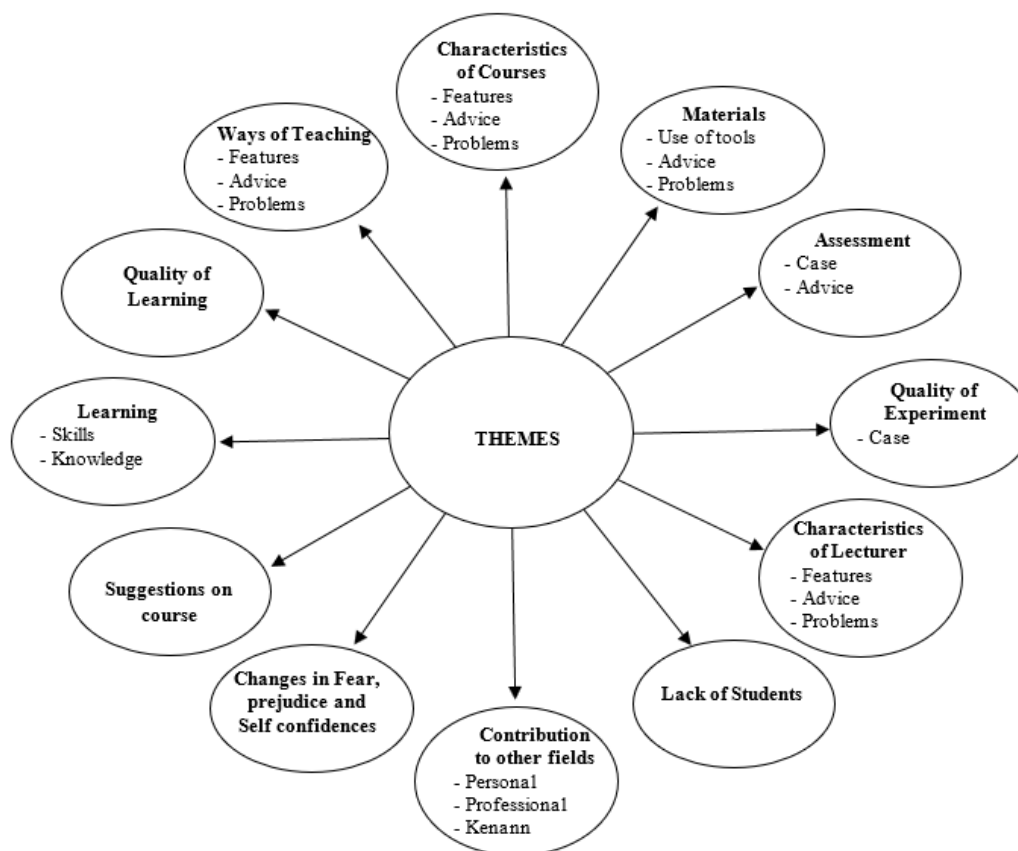 Characteristics
of Courses
- Features
- Advice
- Problems
Materials
- Use of tools
- Advice
- Problems
Assessment
- Case
- Advice
Quality of
Experiment
- Case
Characteristics
of Lecturer
- Features
- Advice
- Problems
Lack of Students
Contribution
to other fields
- Personal
- Professional
- Kenann
Changes in Fear,
prejudice and
Self confidences
Suggestions on
course
Learning
- Skills
- Knowledge
Quality of
Learning
Ways of Teaching
- Features
- Advice
- Problems
THEMES